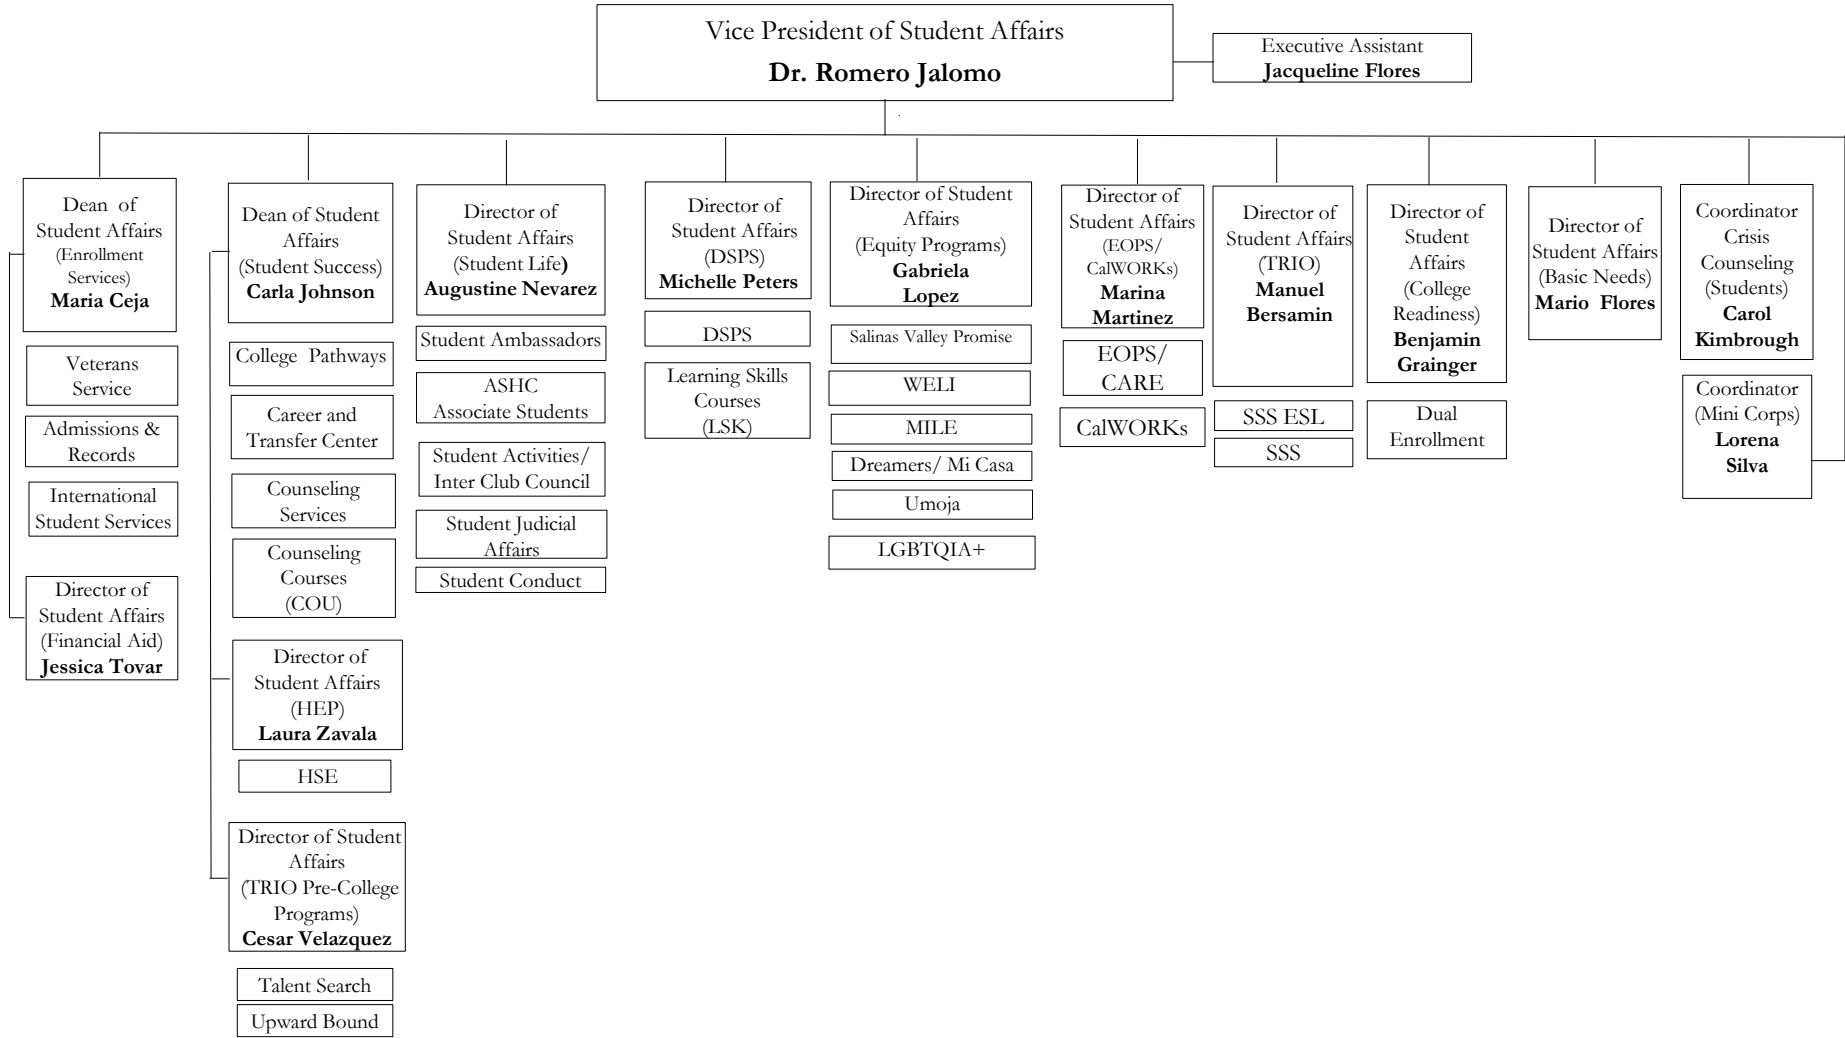 Vice President of Student Affairs
Dr. Romero Jalomo
Executive Assistant
Jacqueline Flores
Dean of
Student Affairs
(Enrollment
Services)
Maria Ceja
Veterans
Service
Admissions &
Records
International
Student Services
Director of
Student Affairs
(Financial Aid)
Jessica Tovar
Dean of Student
Affairs
(Student Success)
Carla Johnson
College Pathways
Career and
Transfer Center
Counseling
Services
Counseling
Courses
(COU)
Director of
Student Affairs
(HEP)
Laura Zavala
HSE
Director of Student
Affairs
(TRIO Pre-College
Programs)
Cesar Velazquez
Talent Search
Upward Bound
Director of
Student Affairs
(Student Life)
Augustine Nevarez
Student Ambassadors
ASHC
Associate Students
Student Activities/
Inter Club Council
Student Judicial
Affairs
Student Conduct
Director of
Student Affairs
(DSPS)
Michelle Peters
DSPS
Learning Skills
Courses
(LSK)
Director of Student
Affairs
(Equity Programs)
Gabriela
Lopez
Salinas Valley Promise
WELI
MILE
Dreamers/ Mi Casa
Umoja
LGBTQIA+
Director of
Student Affairs
(EOPS/
CalWORKs)
Marina
Martinez
EOPS/
CARE
CalWORKs
Director of
Student Affairs
(TRIO)
Manuel
Bersamin
SSS ESL
SSS
Director of
Student
Affairs
(College
Readiness)
Benjamin
Grainger
Dual
Enrollment
Director of
Student Affairs
(Basic Needs)
Mario Flores
Coordinator
Crisis
Counseling
(Students)
Carol
Kimbrough
Coordinator
(Mini Corps)
Lorena
Silva